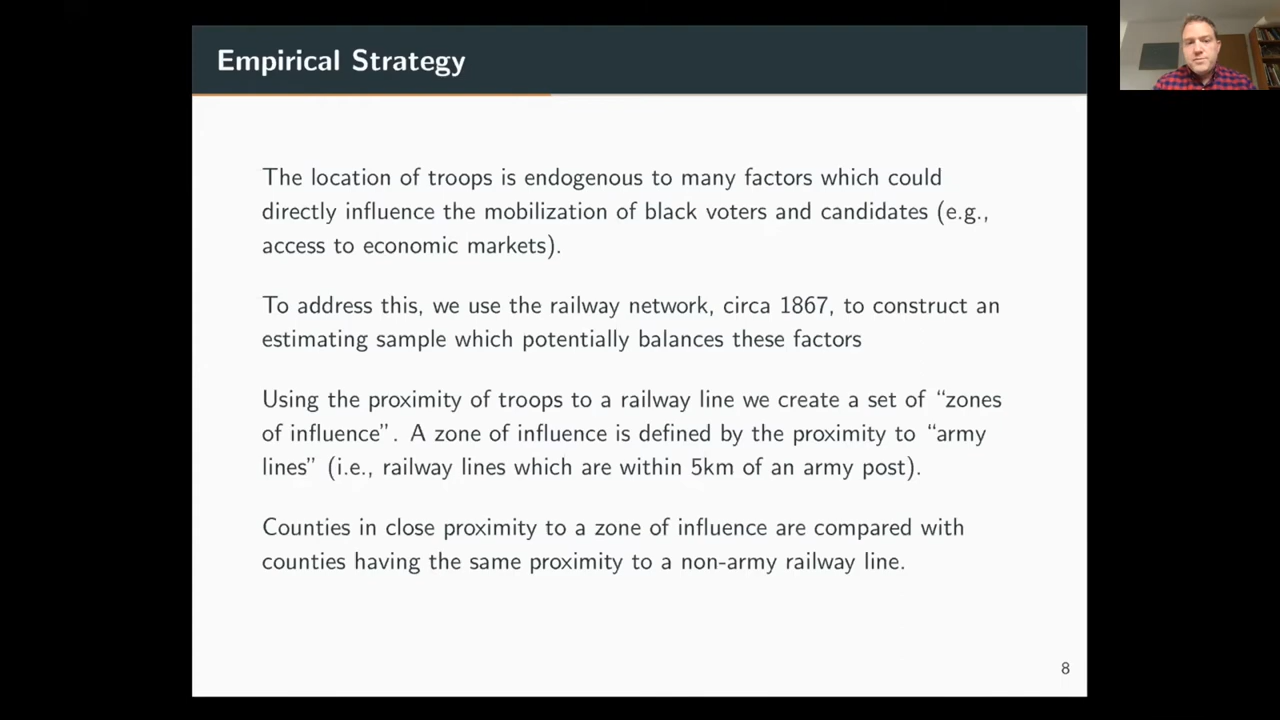 Empirical Strategy
The location of troops is endogenous to many factors which could
directly influence the mobilization of black voters and candidates (e.g.,
access to economic markets).
To address this, we use the railway network, circa 1867, to construct an
estimating sample which potentially balances these factors
Using the proximity of troops to a railway line we create a set of “zones
of influence”. A zone of influence is defined by the proximity to “army
lines” (i.e., railway lines which are within 5km of an army post).
Counties in close proximity to a zone of influence are compared with
counties having the same proximity to a non-army railway line.
8